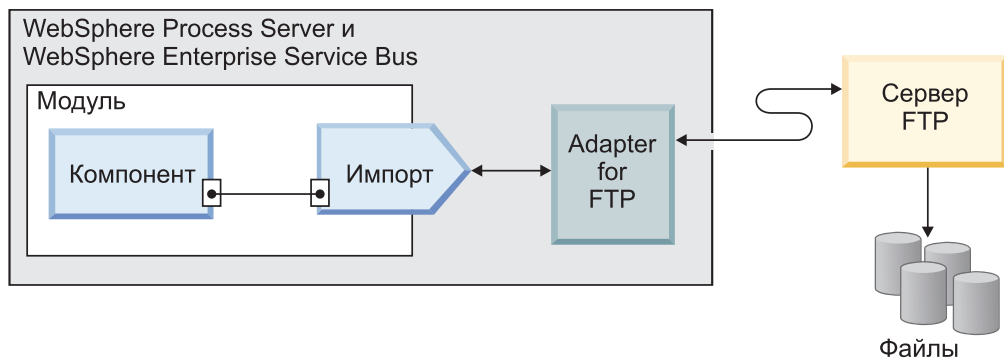 WebSphere Process Server и
WebSphere Enterprise Service Bus
Модуль
Компонент
Импорт
Adapter
for
FTP
Сервер
FTP
Файлы